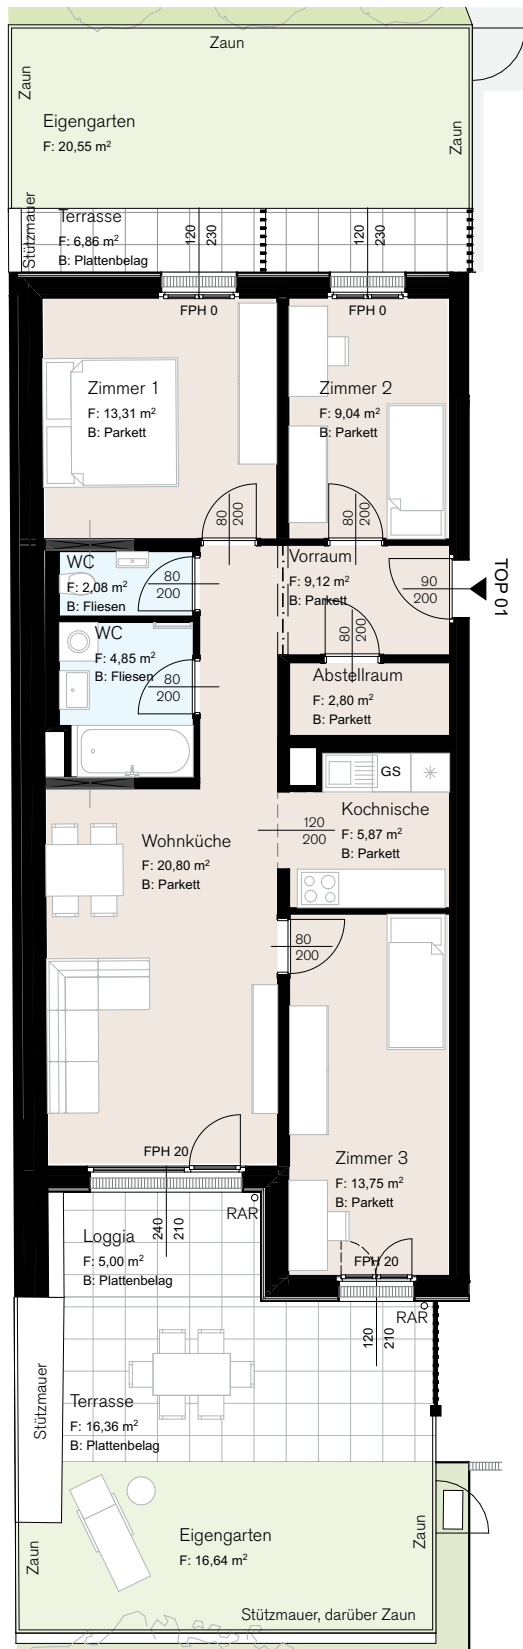 Zaun
Zaun
Eigengarten
F: 20,55 m²
Zaun
Stützmauer
Terrasse
F: 6,86 m²
B: Plattenbelag
120
230
120
230
FPH 0
FPH 0
Zimmer 1
F: 13,31 m²
B: Parkett
Zimmer 2
F: 9,04 m²
B: Parkett
80
200
80
200
WC
F: 2,08 m²
B: Fliesen
80
200
Vorraum
F: 9,12 m²
B: Parkett
90
200
TOP 01
WC
F: 4,85 m²
B: Fliesen
80
200
80
200
Abstellraum
F: 2,80 m²
B: Parkett
GS
Kochnische
F: 5,87 m²
B: Parkett
120
200
Wohnküche
F: 20,80 m²
B: Parkett
80
200
FPH 20
Zimmer 3
F: 13,75 m²
B: Parkett
RAR
Loggia
F: 5,00 m²
B: Plattenbelag
240
210
FPH 20
RAR
120
210
Stützmauer
Terrasse
F: 16,36 m²
B: Plattenbelag
Eigengarten
F: 16,64 m²
Zaun
Zaun
Stützmauer, darüber Zaun